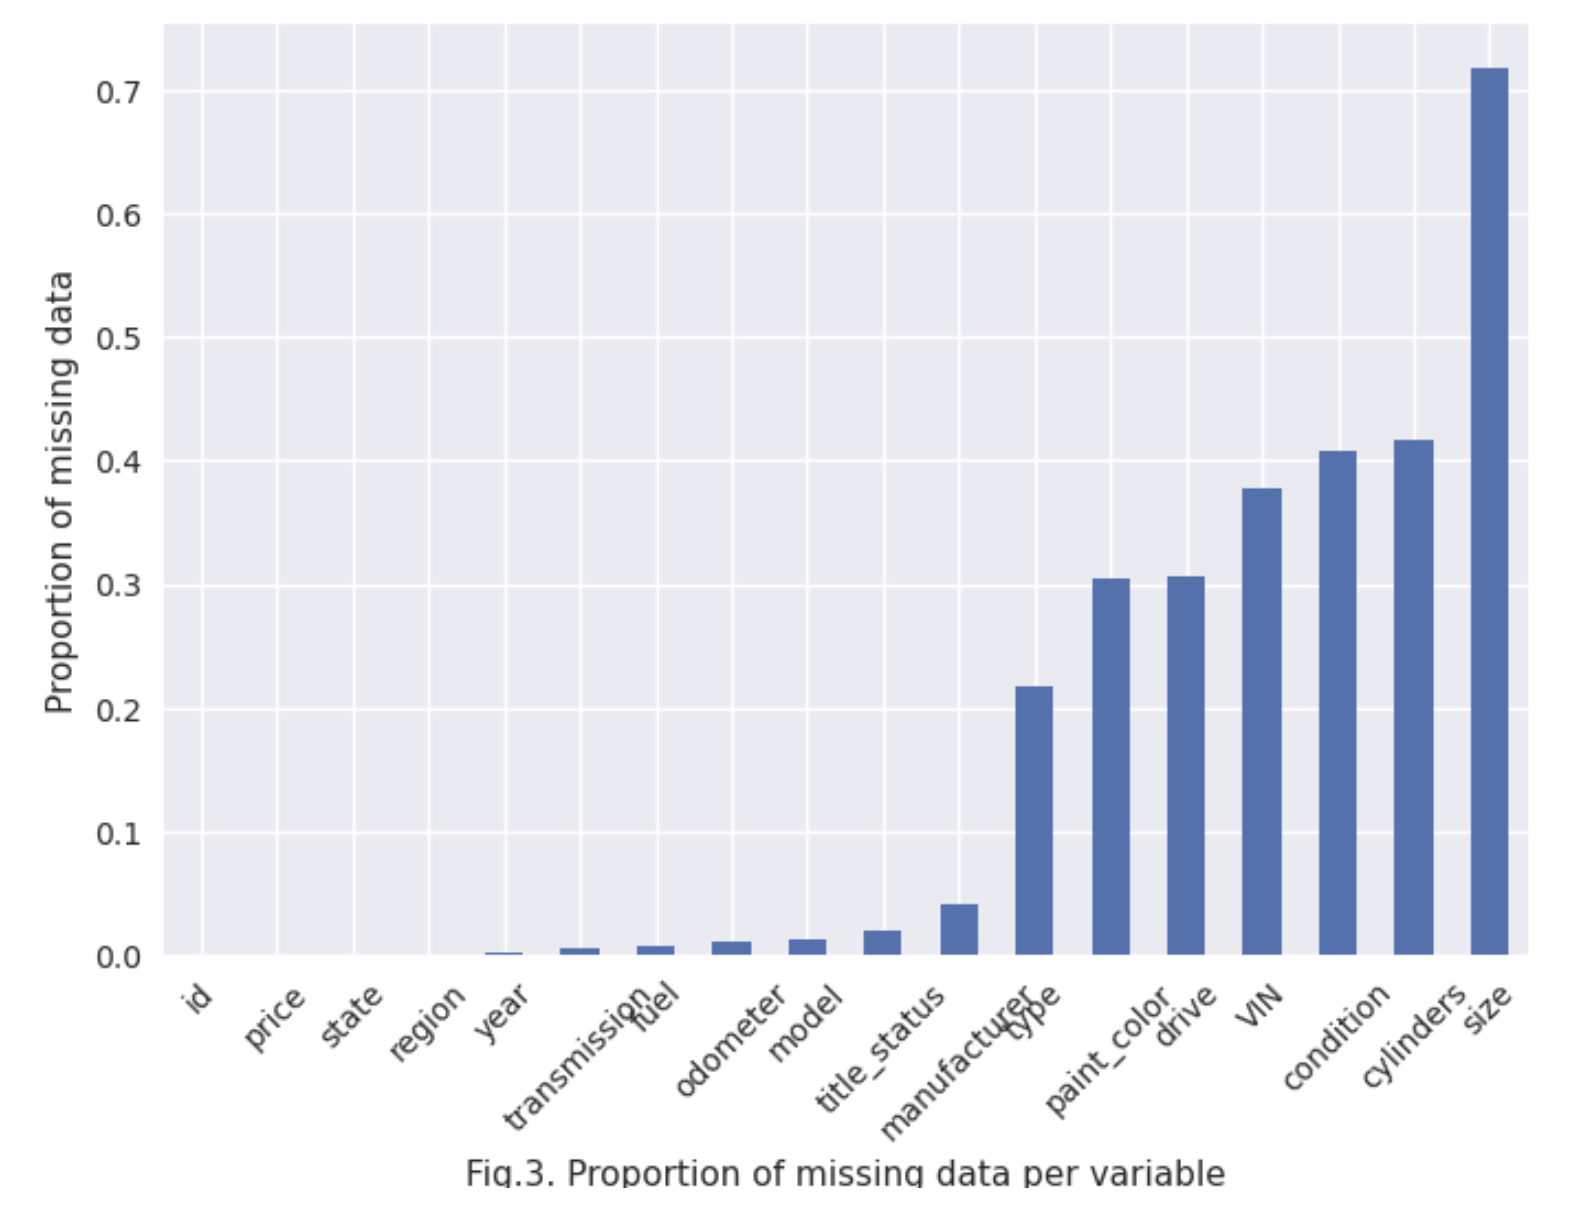 Proportion of missing data
0.7
0.6
0.5
0.4
0.3
0.2
0.1
0.0
id
price
state
region
year
transmission
fuel
odometer
model
title_status
manufacturer
type
paint_color
drive
VIN
condition
cylinders
size
Fig.3. Proportion of missing data per variable